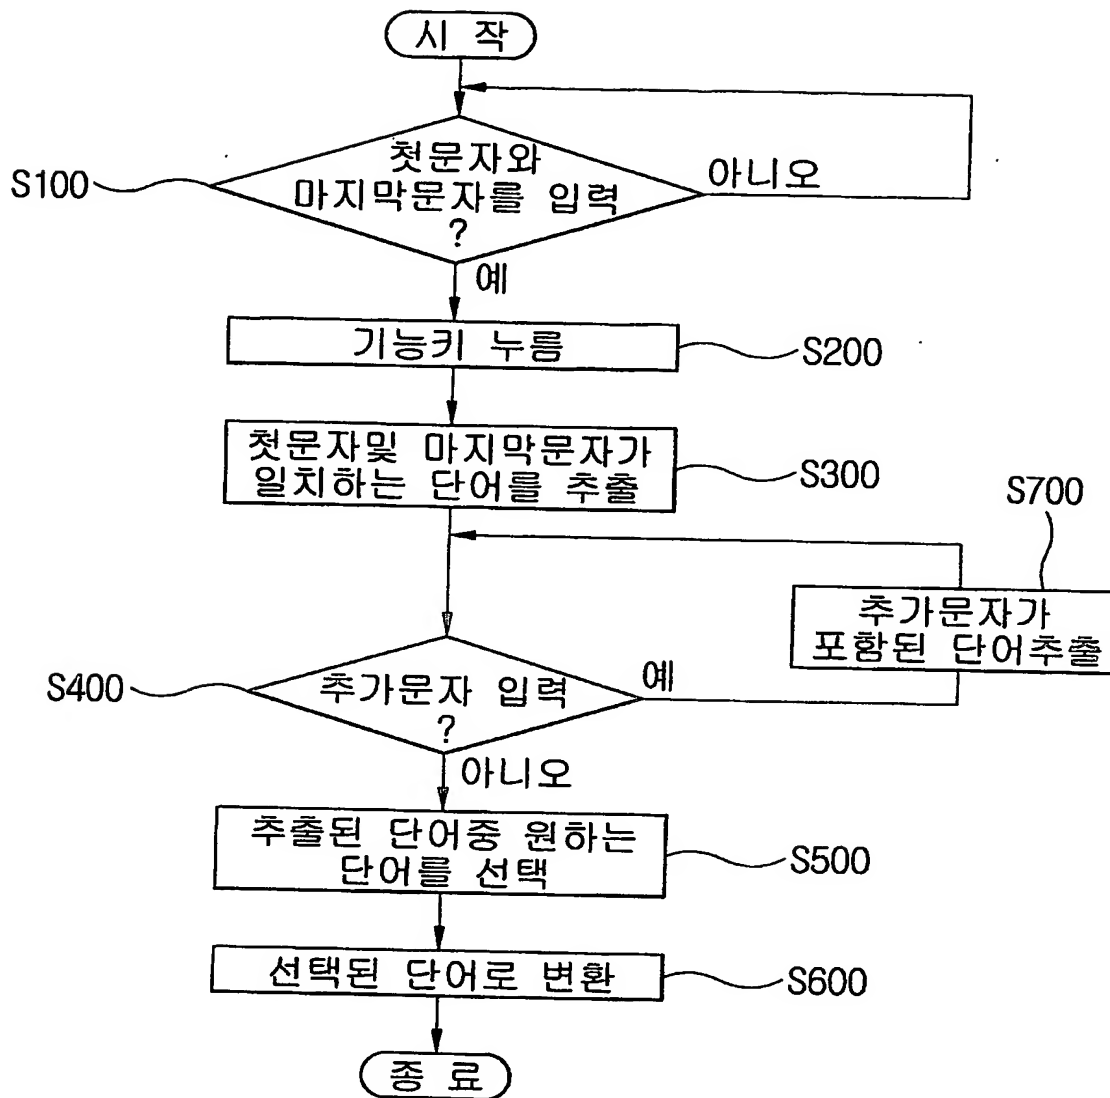 시 작
첫문자와
마지막문자를 입력
?
S100
아니오
예
기능키 누름
S200
첫문자및 마지막문자가
일치하는 단어를 추출
S300
S700
추가문자가
포함된 단어추출
S400
추가문자 입력
?
예
아니오
추출된 단어중 원하는
단어를 선택
S500
선택된 단어로 변환
S600
종 료